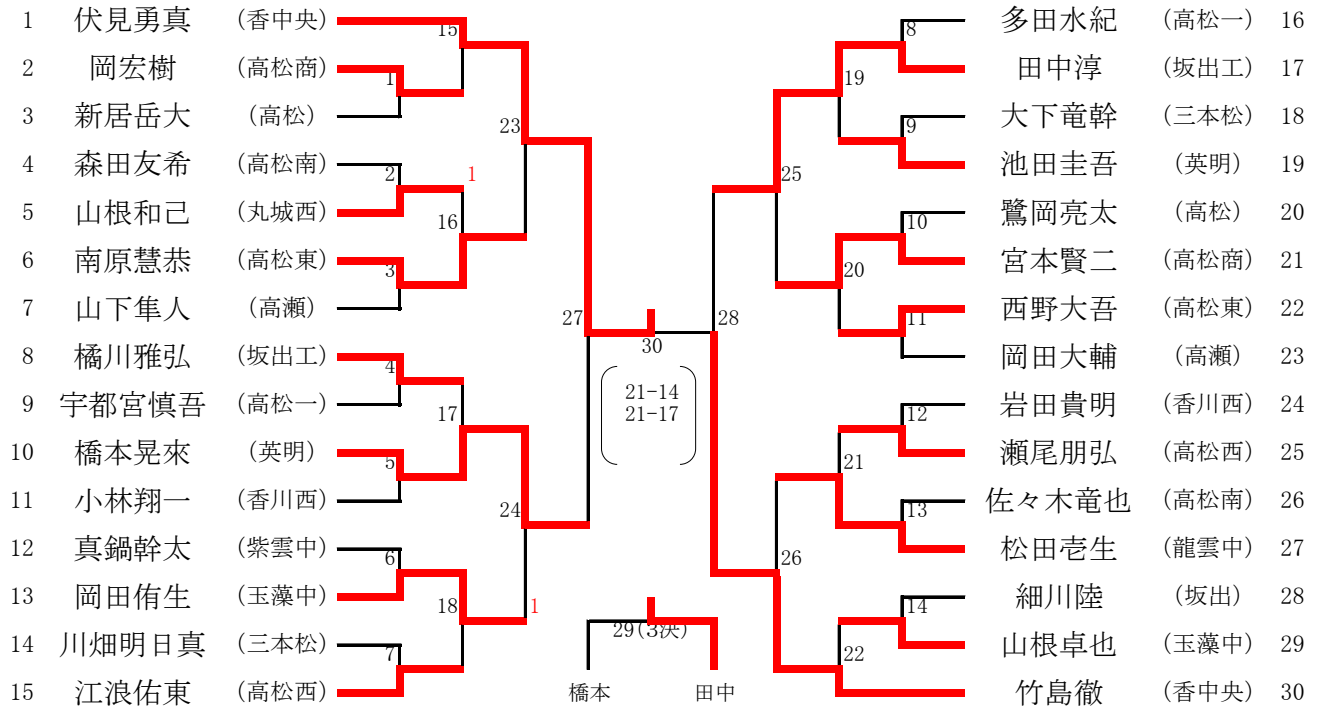 1 伏見勇真 (香中央)
2 岡宏樹 (高松商)
3 新居岳大 (高松)
4 森田友希 (高松南)
5 山根和己 (丸城西)
6 南原慧恭 (高松東)
7 山下隼人 (高瀬)
8 橘川雅弘 (坂出工)
9 宇都宮慎吾 (高松一)
10 橋本晃來 (英明)
11 小林翔一 (香川西)
12 真鍋幹太 (紫雲中)
13 岡田侑生 (玉藻中)
14 川畑明日真 (三本松)
15 江浪佑東 (高松西)
15
1
2
1
3
16
23
4
5
17
6
7
18
1
24
27
30
21-14
21-17
28
29(3決)
橋本 田中
8
19
9
25
10
20
11
12
21
13
26
14
22
多田水紀 (高松一) 16
田中淳 (坂出工) 17
大下竜幹 (三本松) 18
池田圭吾 (英明) 19
鷺岡亮太 (高松) 20
宮本賢二 (高松商) 21
西野大吾 (高松東) 22
岡田大輔 (高瀬) 23
岩田貴明 (香川西) 24
瀬尾朋弘 (高松西) 25
佐々木竜也 (高松南) 26
松田壱生 (龍雲中) 27
細川陸 (坂出) 28
山根卓也 (玉藻中) 29
竹島徹 (香中央) 30